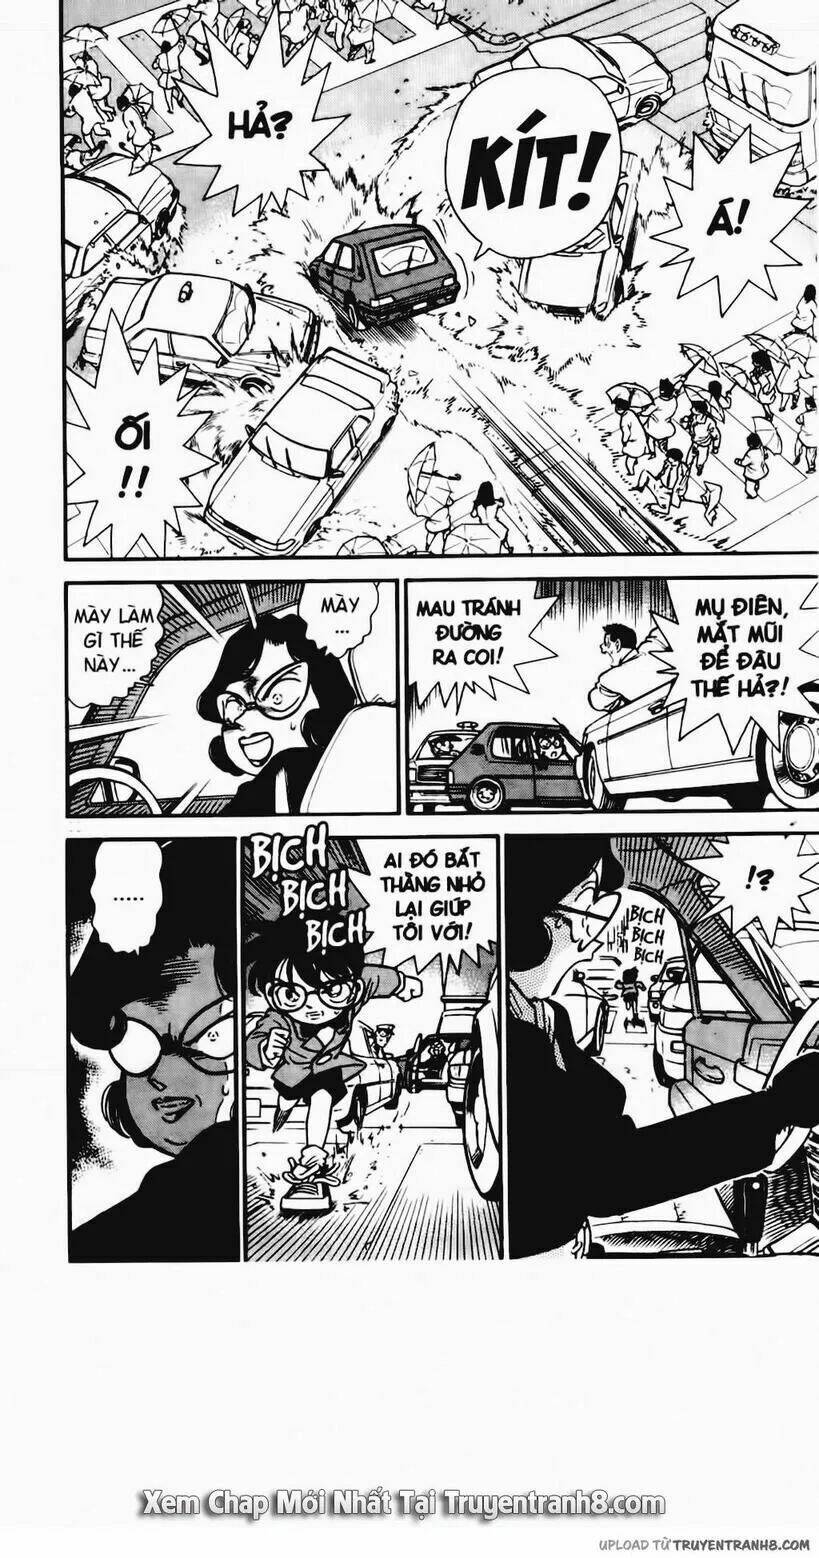 Á!
KÍT!
HẢ?
ỐI
!!
MỤ ĐIÊN,
MẮT MŨI
ĐỂ ĐÂU
THẾ HẢ?!
MAU TRÁNH
ĐƯỜNG
RA COI!
MÀY
...
MÀY LÀM
GÌ THẾ
NÀY...
!?
BỊCH
BỊCH
BỊCH
AI ĐÓ BẮT
THẰNG NHỎ
LẠI GIÚP
TÔI VỚI!
BỊCH
BỊCH
BỊCH
......
Xem Chap Mới Nhất Tại Truyentranh8.com
UPLOAD TỪ TRUYENTRANH8.COM